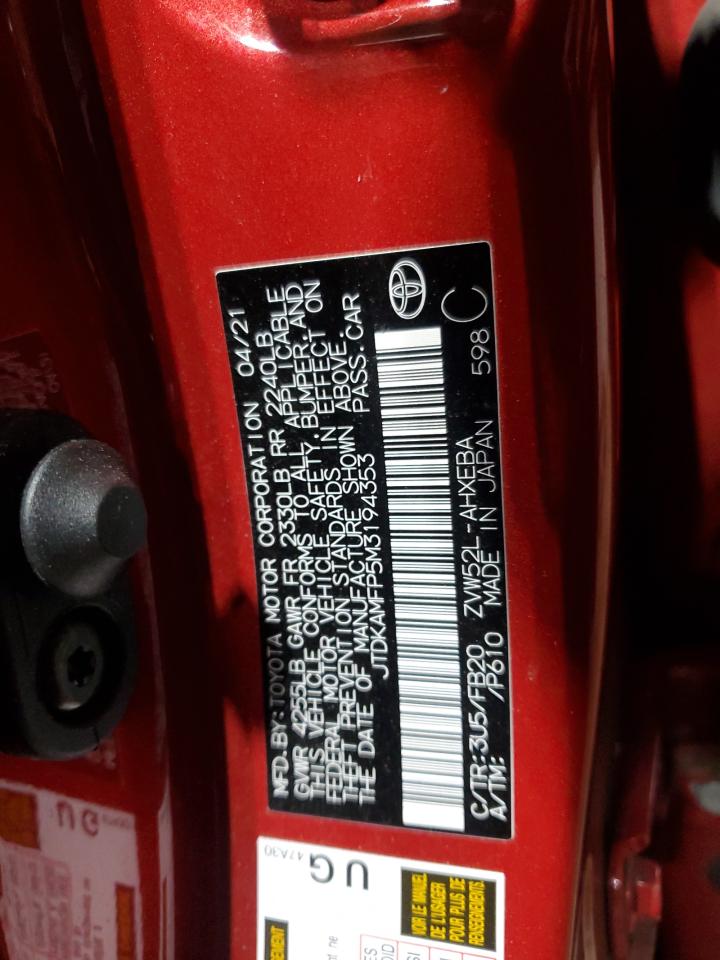 MFD. BY: TOYOTA MOTOR CORPORATION 04/21
GVWR 4255LB GAWR FR 2330LB RR 2240LB
THIS VEHICLE CONFORMS TO ALL APPLICABLE
FEDERAL MOTOR VEHICLE SAFETY, BUMPER, AND
THEFT PREVENTION STANDARDS IN EFFECT ON
THE DATE OF MANUFACTURE SHOWN ABOVE.
JTDKAMFP5M3194353 PASS. CAR
C/TR:3U5/FB20 ZVW52L-AHXEBA
A/TM: /P610 MADE IN JAPAN 598 C
47A30
UG
VOIR LE MANUEL
DE L'USAGER
POUR PLUS DE
RENSEIGNEMENTS
UG